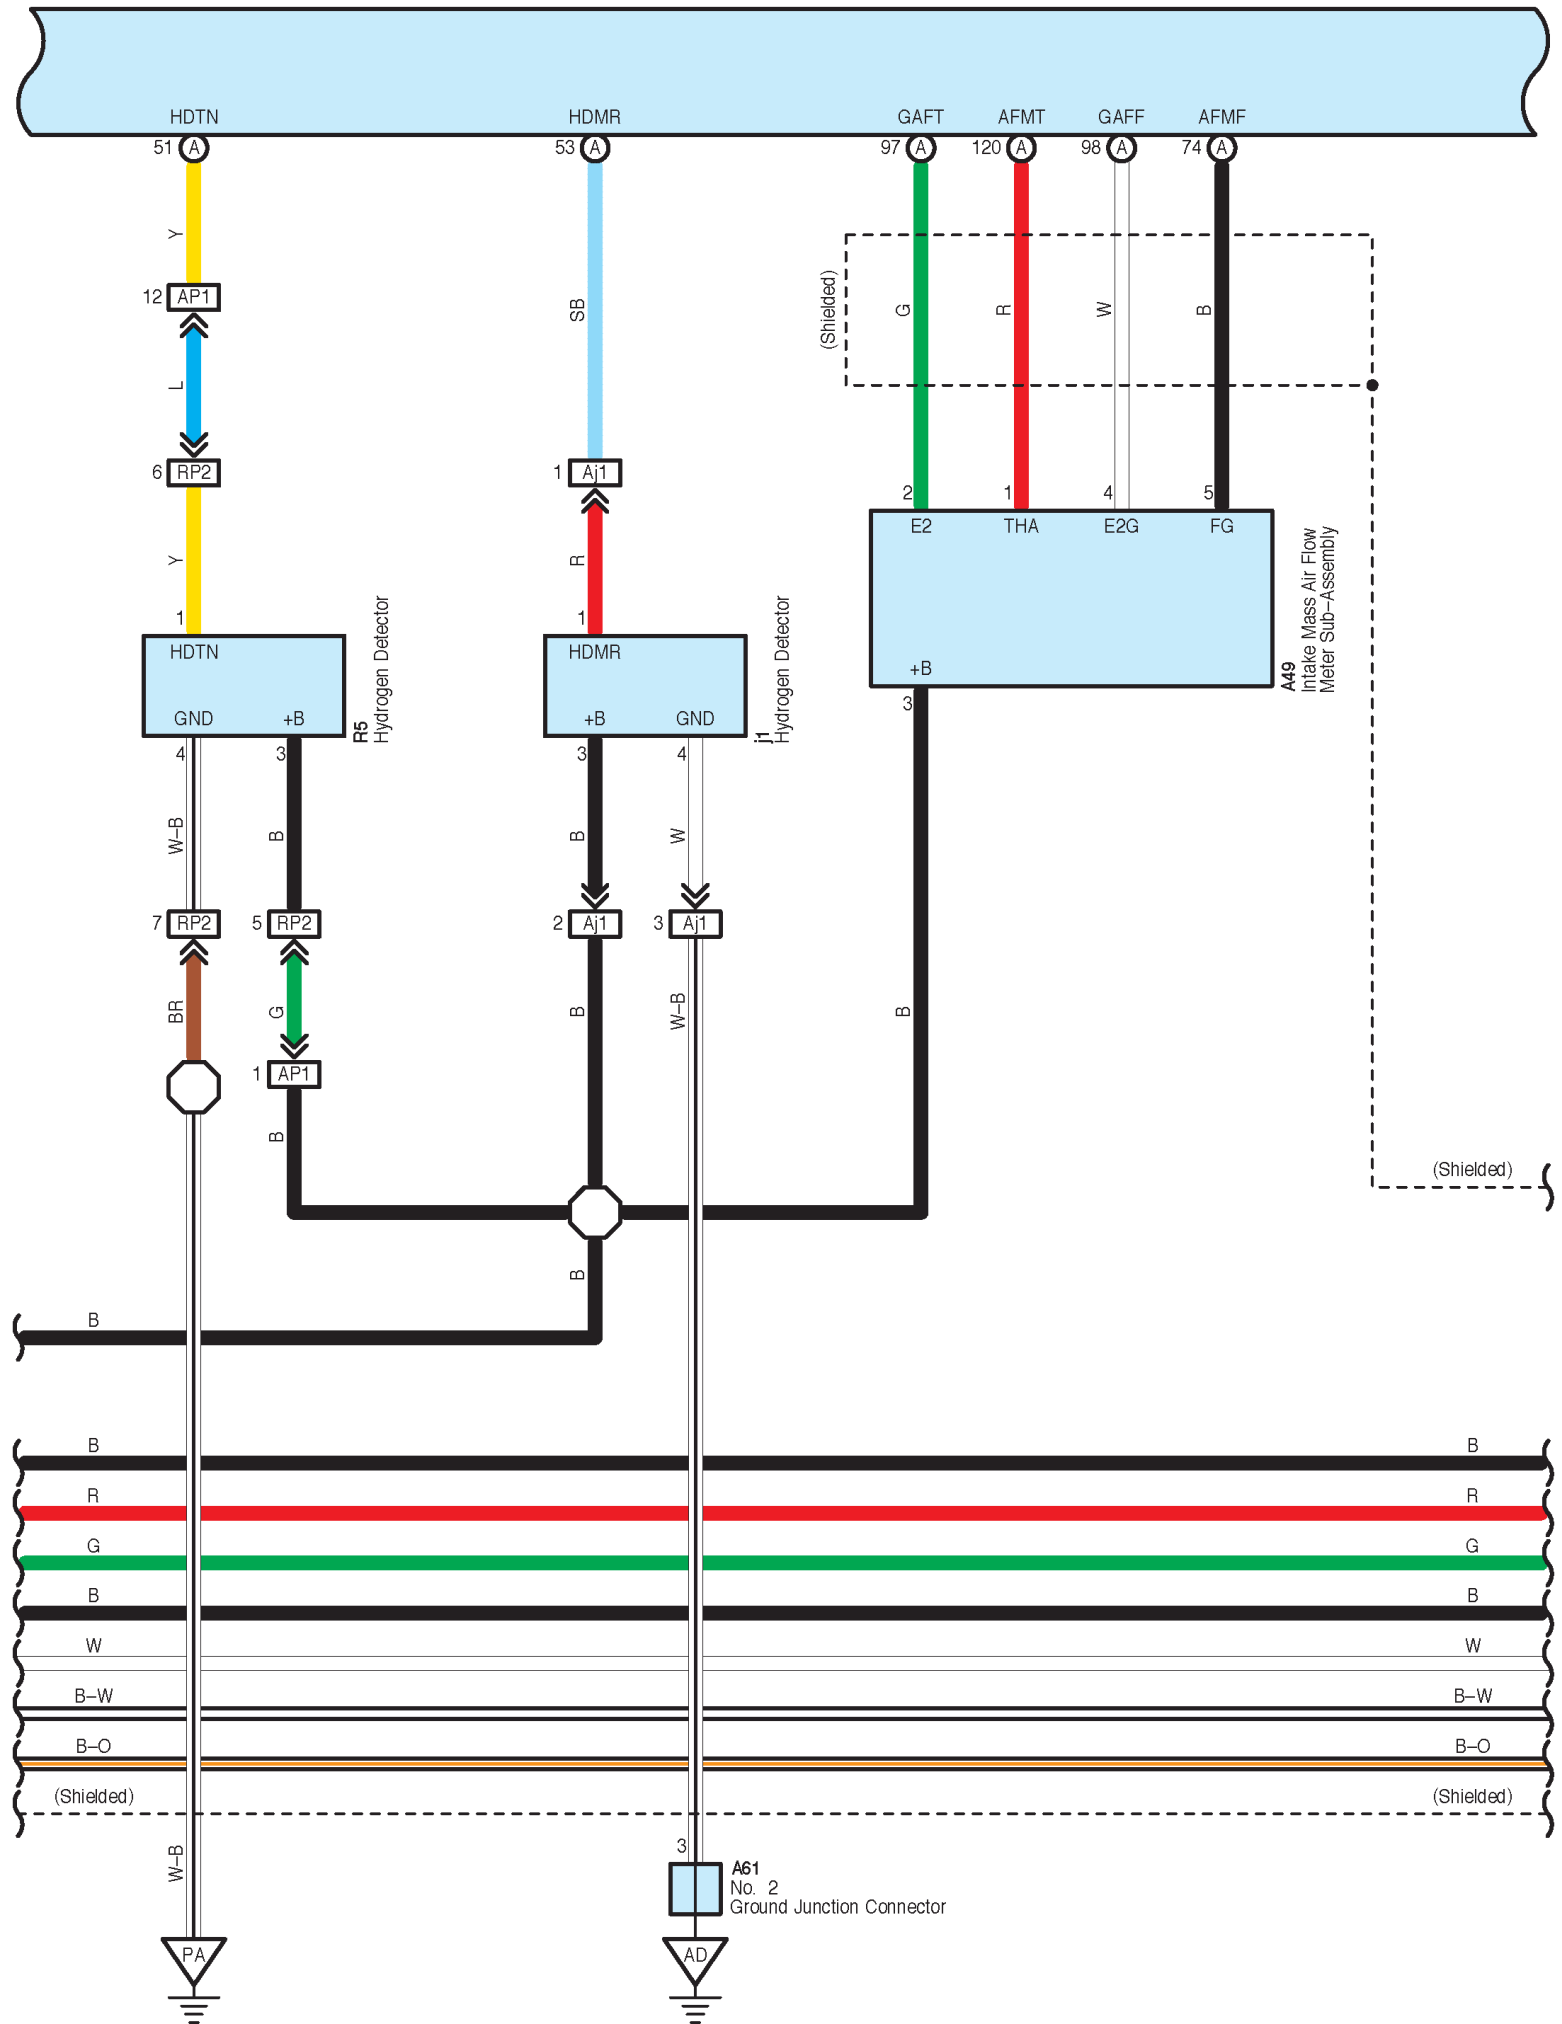 HDTN HDMR GAFT AFMT GAFF AFMF
51 A 53 A 97 A 120 A 98 A 74 A
Y
12 AP1
(Shielded)
SB
G
R
W
B
L
6 RP2
1 Aj1
2 1 4 5
E2 THA E2G FG
Y
R
1
1
HDTN
HDMR
+B
A49
Intake Mass Air Flow
Meter Sub-Assembly
3
GND +B
R5
Hydrogen Detector
+B GND
j1
Hydrogen Detector
4 3 3 4
W-B
B
B
W
7 RP2 5 RP2 2 Aj1 3 Aj1
BR
G
B
W-B
B
1 AP1
B
(Shielded)
B
B
B B
R R
G G
B B
W W
B-W B-W
B-O B-O
(Shielded) (Shielded)
W-B
3
A61
No. 2
Ground Junction Connector
PA AD